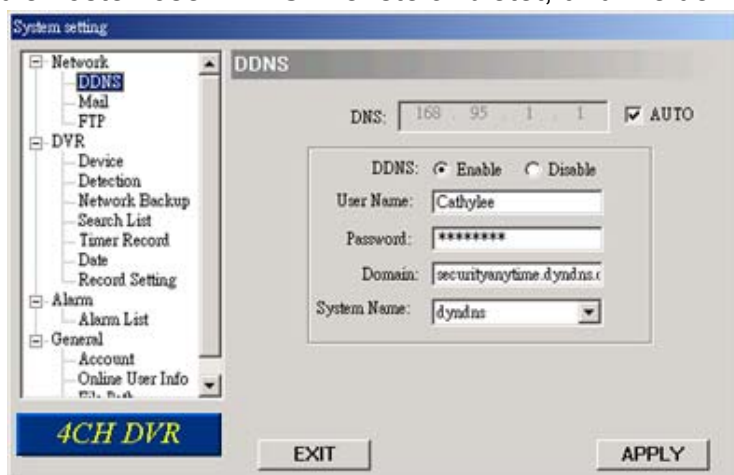 System setting
Network
DDNS
Mail
FTP
DVR
Device
Detection
Network Backup
Search List
Timer Record
Date
Record Setting
Alarm
Alarm List
General
Account
Online User Info
4CH DVR
DDNS
DNS: 168 . 95 . 1 . 1 AUTO
DDNS: Enable Disable
User Name: Cathylee
Password: ********
Domain: securityanytime.dyndns.c
System Name: dyndns
EXIT APPLY